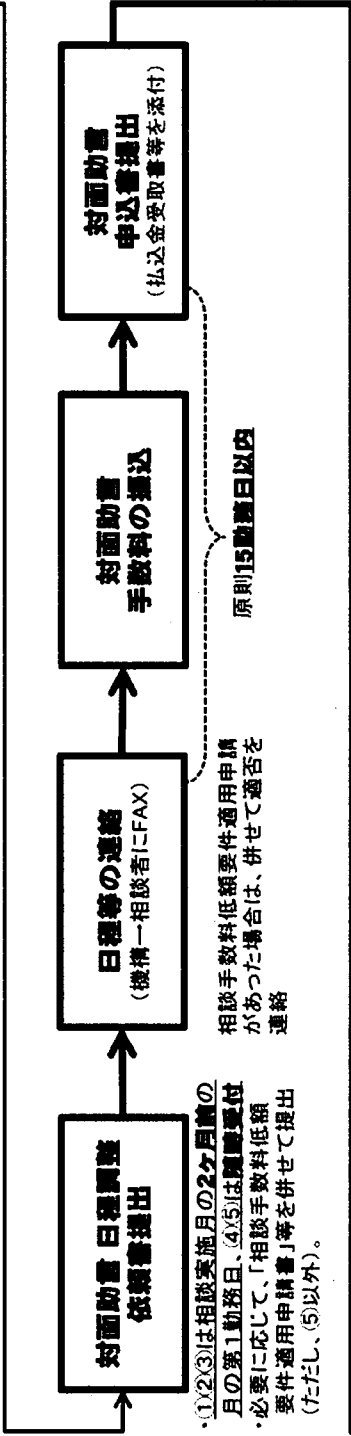 対面助言 日程調整
依頼書提出
・①②③は相談実施月の2ヶ月前の
月の第1勤務日、④⑤は随時受付
・必要に応じて、「相談手数料低額
要件適用申請書」等を併せて提出
(ただし、⑤以外)。
日程等の連絡
(機構→相談者にFAX)
相談手数料低額要件適用申請
があった場合は、併せて適否を
連絡
対面助言
手数料の振込
原則15勤務日以内
対面助言
申込書提出
(払込金受取書等を添付)